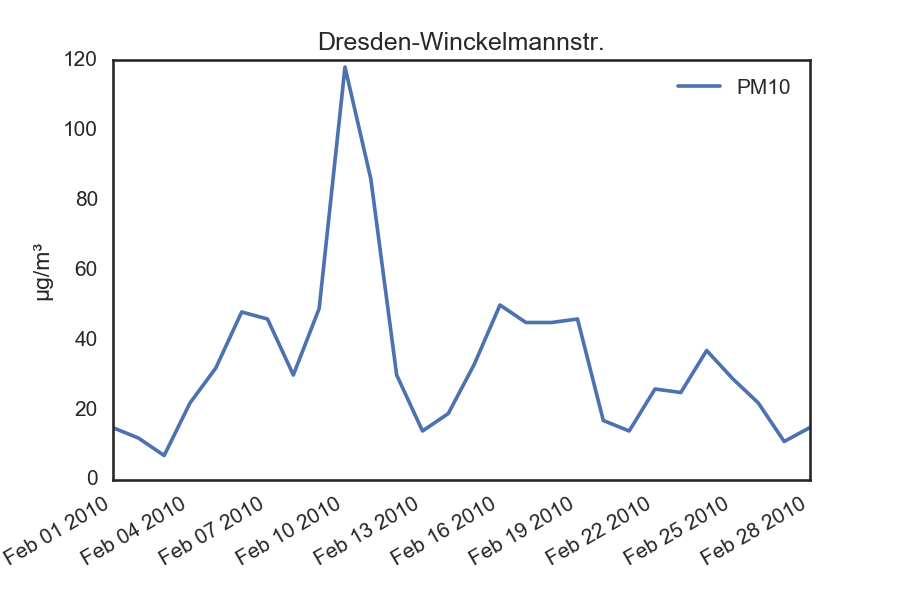 Dresden-Winckelmannstr.
PM10
µg/m³
120
100
80
60
40
20
0
Feb 01 2010
Feb 04 2010
Feb 07 2010
Feb 10 2010
Feb 13 2010
Feb 16 2010
Feb 19 2010
Feb 22 2010
Feb 25 2010
Feb 28 2010